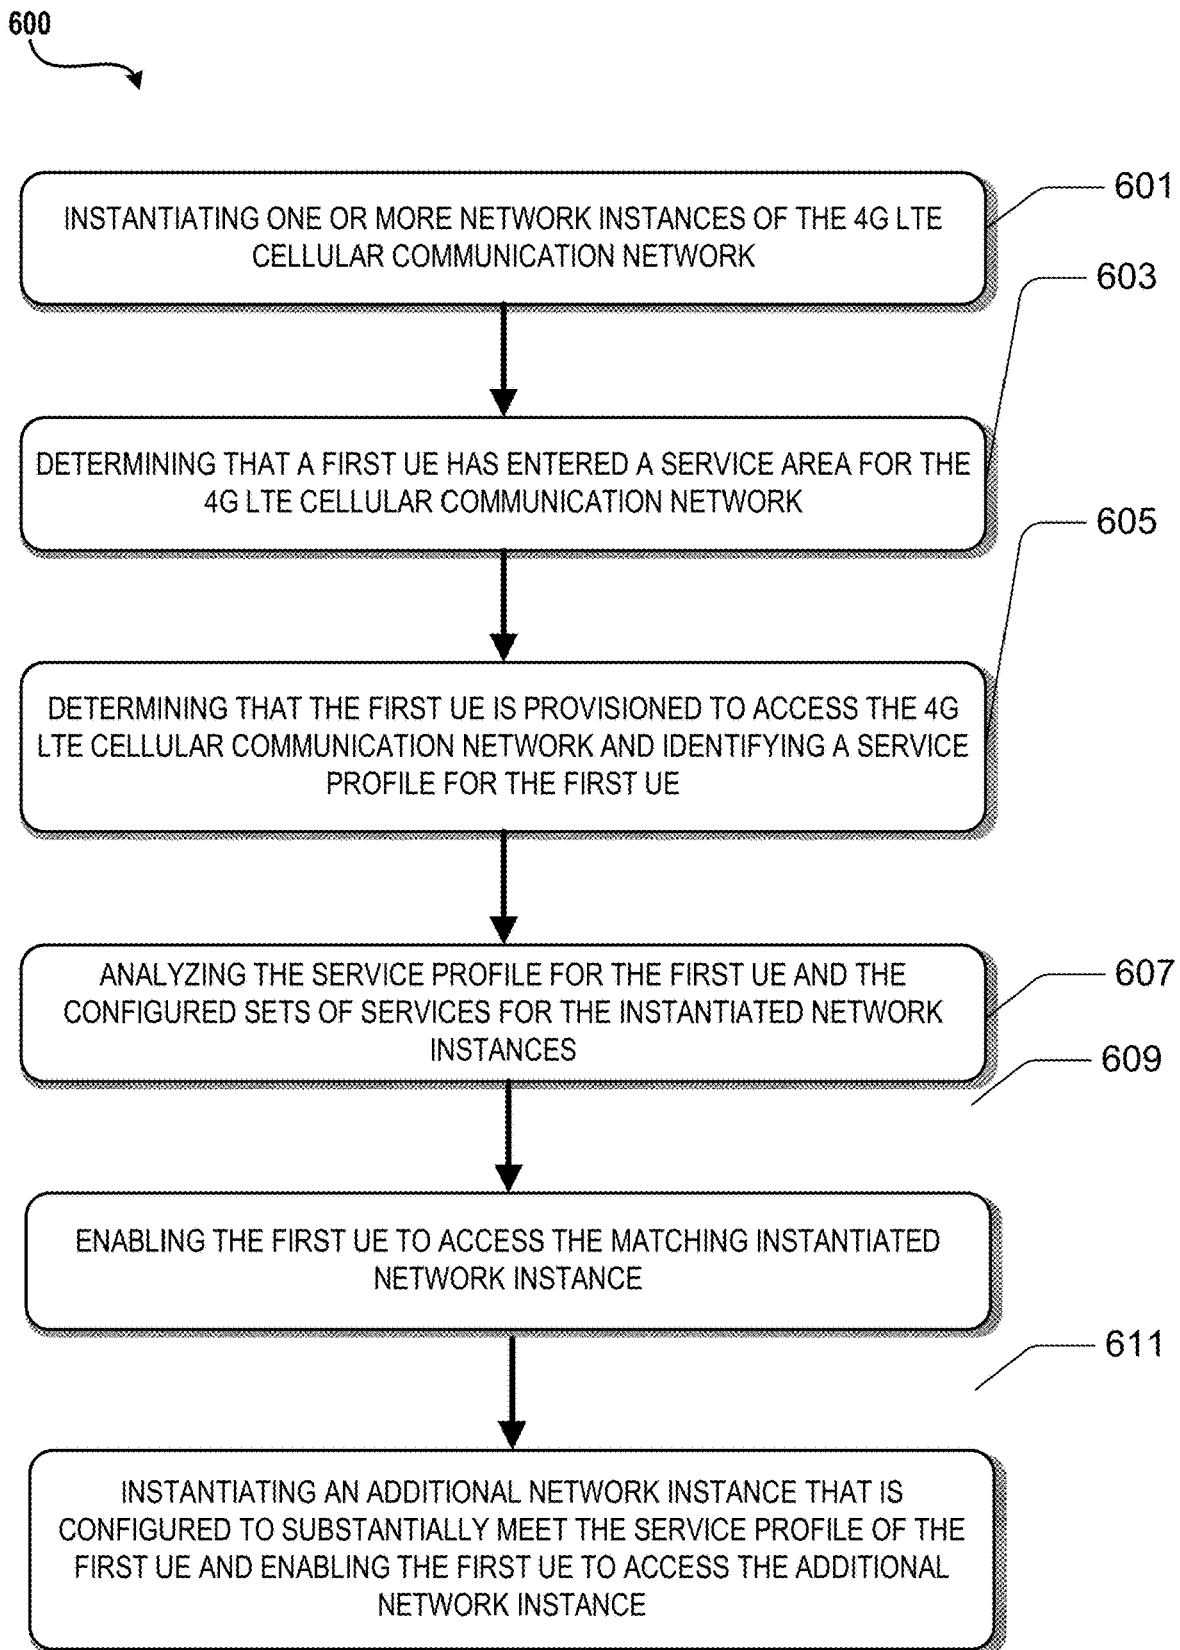 600
601
INSTANTIATING ONE OR MORE NETWORK INSTANCES OF THE 4G LTE
CELLULAR COMMUNICATION NETWORK
603
DETERMINING THAT A FIRST UE HAS ENTERED A SERVICE AREA FOR THE
4G LTE CELLULAR COMMUNICATION NETWORK
605
DETERMINING THAT THE FIRST UE IS PROVISIONED TO ACCESS THE 4G
LTE CELLULAR COMMUNICATION NETWORK AND IDENTIFYING A SERVICE
PROFILE FOR THE FIRST UE
607
ANALYZING THE SERVICE PROFILE FOR THE FIRST UE AND THE
CONFIGURED SETS OF SERVICES FOR THE INSTANTIATED NETWORK
INSTANCES
609
ENABLING THE FIRST UE TO ACCESS THE MATCHING INSTANTIATED
NETWORK INSTANCE
611
INSTANTIATING AN ADDITIONAL NETWORK INSTANCE THAT IS
CONFIGURED TO SUBSTANTIALLY MEET THE SERVICE PROFILE OF THE
FIRST UE AND ENABLING THE FIRST UE TO ACCESS THE ADDITIONAL
NETWORK INSTANCE